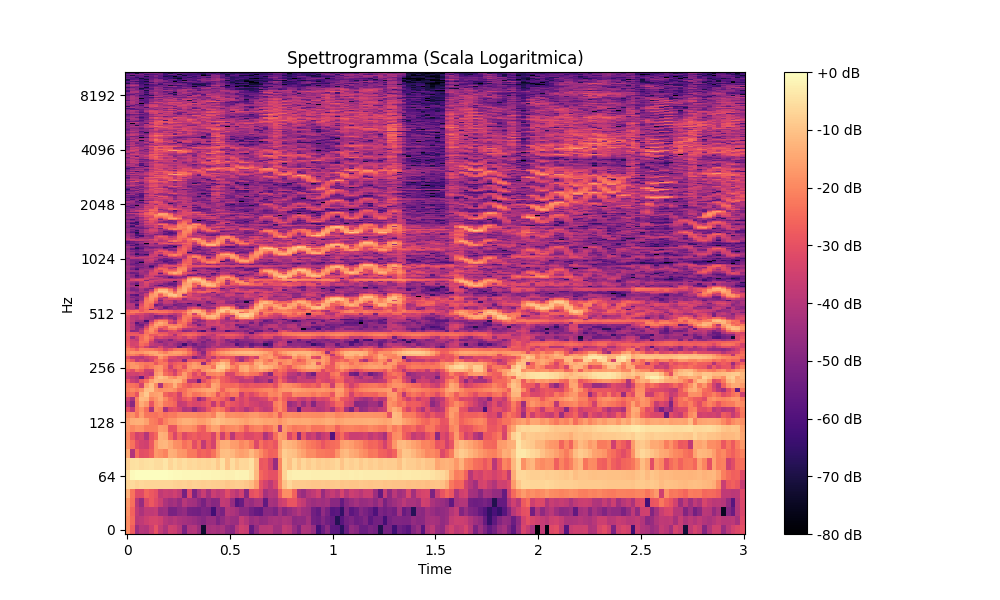 Spettrogramma (Scala Logaritmica)
Hz
8192
4096
2048
1024
512
256
128
64
0
0
0.5
1
1.5
2
2.5
3
Time
+0 dB
-10 dB
-20 dB
-30 dB
-40 dB
-50 dB
-60 dB
-70 dB
-80 dB